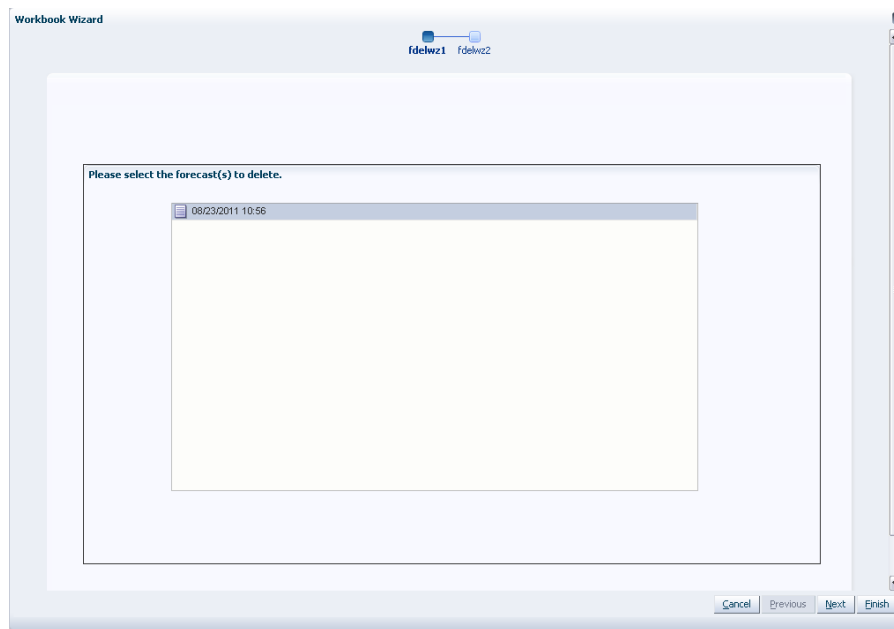 Workbook Wizard
fdelwz1 fdelwz2
Please select the forecast(s) to delete.
08/23/2011 10:56
Cancel Previous Next Finish